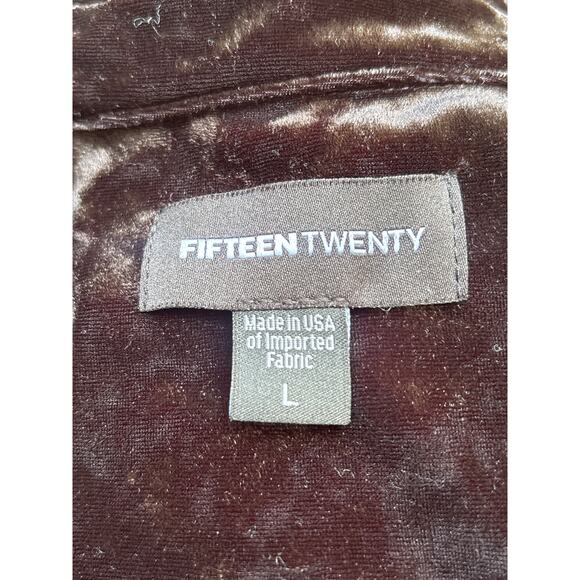 FIFTEEN TWENTY
Made in USA
of Imported
Fabric
L